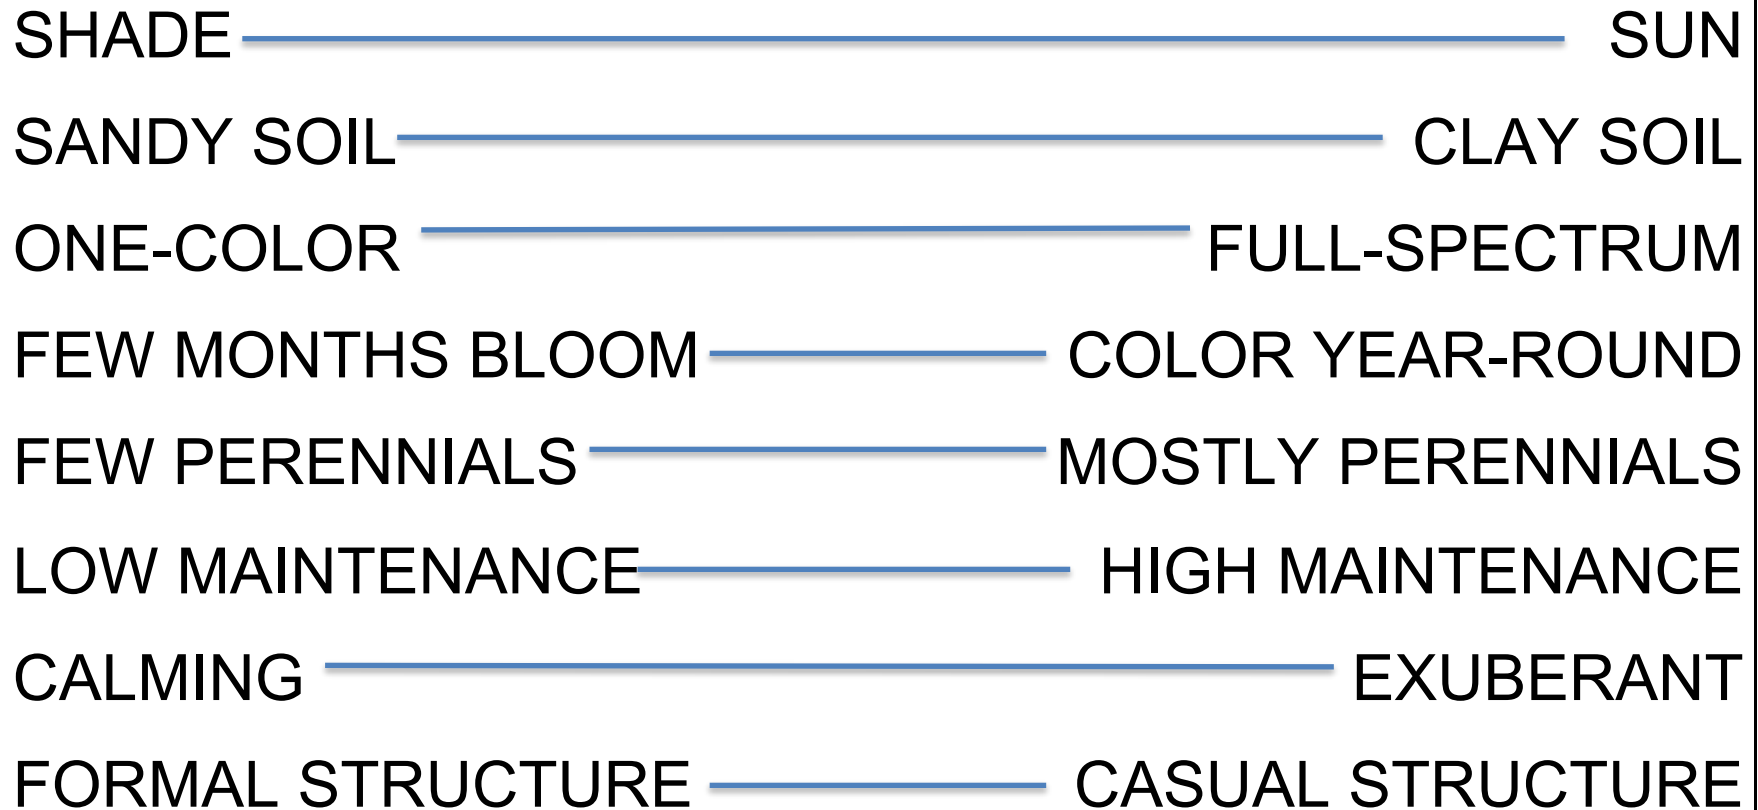 SHADE SUN
SANDY SOIL CLAY SOIL
ONE-COLOR FULL-SPECTRUM
FEW MONTHS BLOOM COLOR YEAR-ROUND
FEW PERENNIALS MOSTLY PERENNIALS
LOW MAINTENANCE HIGH MAINTENANCE
CALMING EXUBERANT
FORMAL STRUCTURE CASUAL STRUCTURE